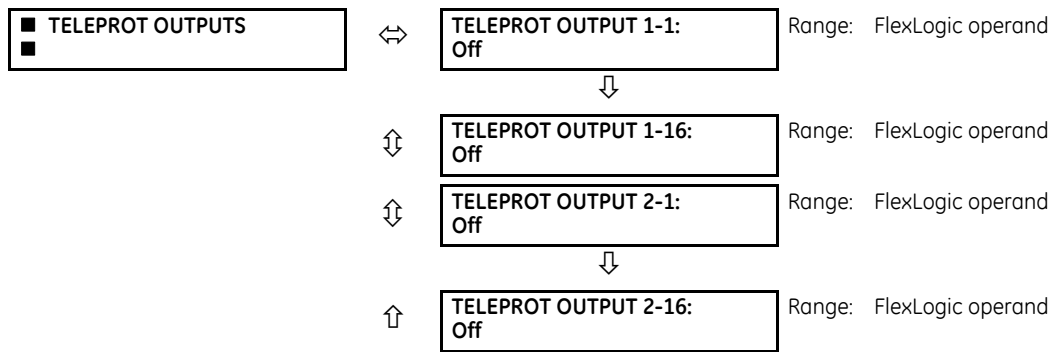 ■ TELEPROT OUTPUTS
■
TELEPROT OUTPUT 1-1:
Off
Range: FlexLogic operand
TELEPROT OUTPUT 1-16:
Off
Range: FlexLogic operand
TELEPROT OUTPUT 2-1:
Off
Range: FlexLogic operand
TELEPROT OUTPUT 2-16:
Off
Range: FlexLogic operand